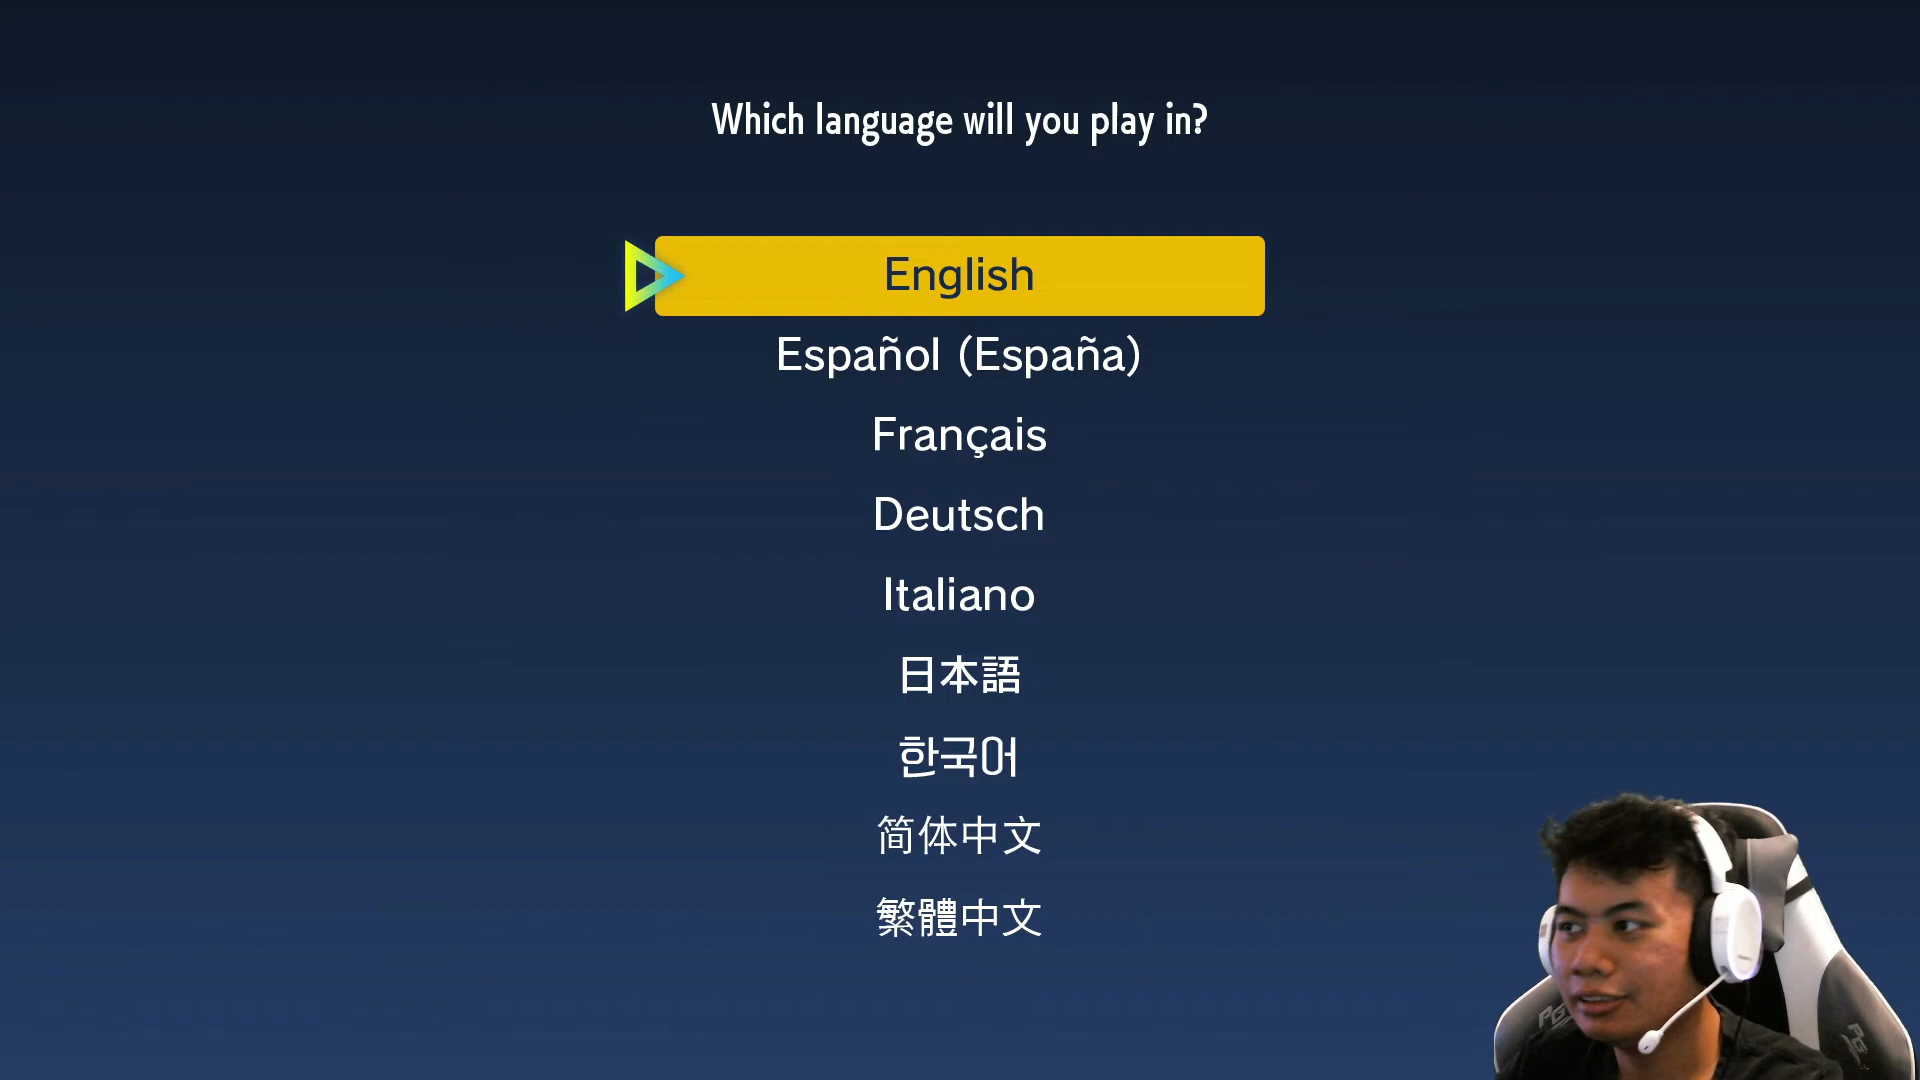 Which language will you play in?
English
Español (España)
Français
Deutsch
Italiano
日本語
한국어
简体中文
繁體中文